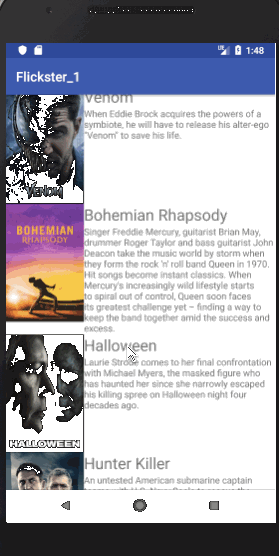 1:48
Flickster_1
Venom
When Eddie Brock acquires the powers of a
symbiote, he will have to release his alter-ego
"Venom" to save his life.
VENOM
Bohemian Rhapsody
BOHEMIAN
RHAPSODY
Singer Freddie Mercury, guitarist Brian May,
drummer Roger Taylor and bass guitarist John
Deacon take the music world by storm when
they form the rock 'n' roll band Queen in 1970.
Hit songs become instant classics. When
Mercury's increasingly wild lifestyle starts
to spiral out of control, Queen soon faces
its greatest challenge yet – finding a way to
keep the band together amid the success and
excess.
Halloween
Laurie Strode comes to her final confrontation
with Michael Myers, the masked figure who
has haunted her since she narrowly escaped
his killing spree on Halloween night four
decades ago.
HALLOWEEN
Hunter Killer
An untested American submarine captain